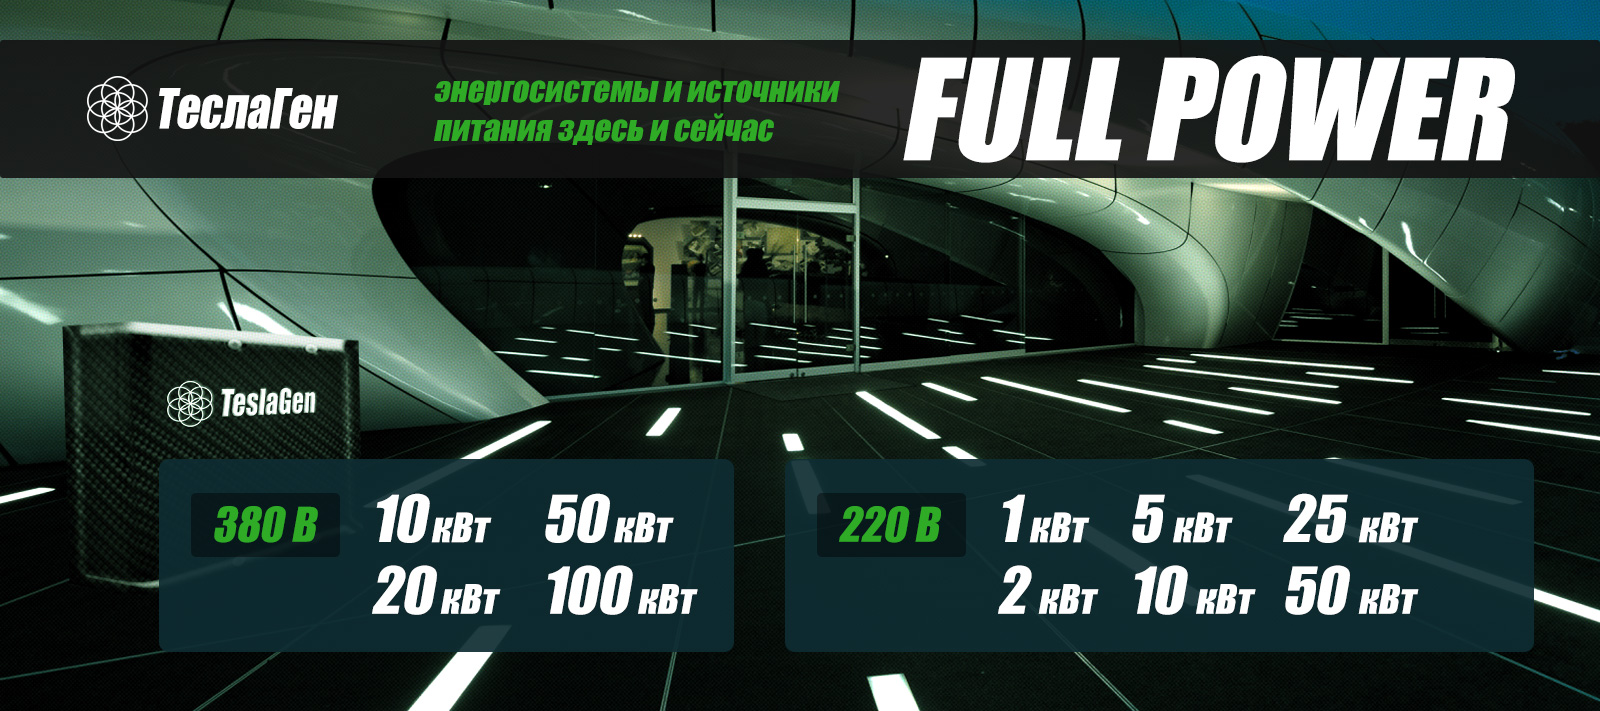 ТеслаГен
энергосистемы и источники
питания здесь и сейчас
FULL POWER
TeslaGen
380 В
10 кВт 50 кВт
20 кВт 100 кВт
220 В
1 кВт 5 кВт 25 кВт
2 кВт 10 кВт 50 кВт